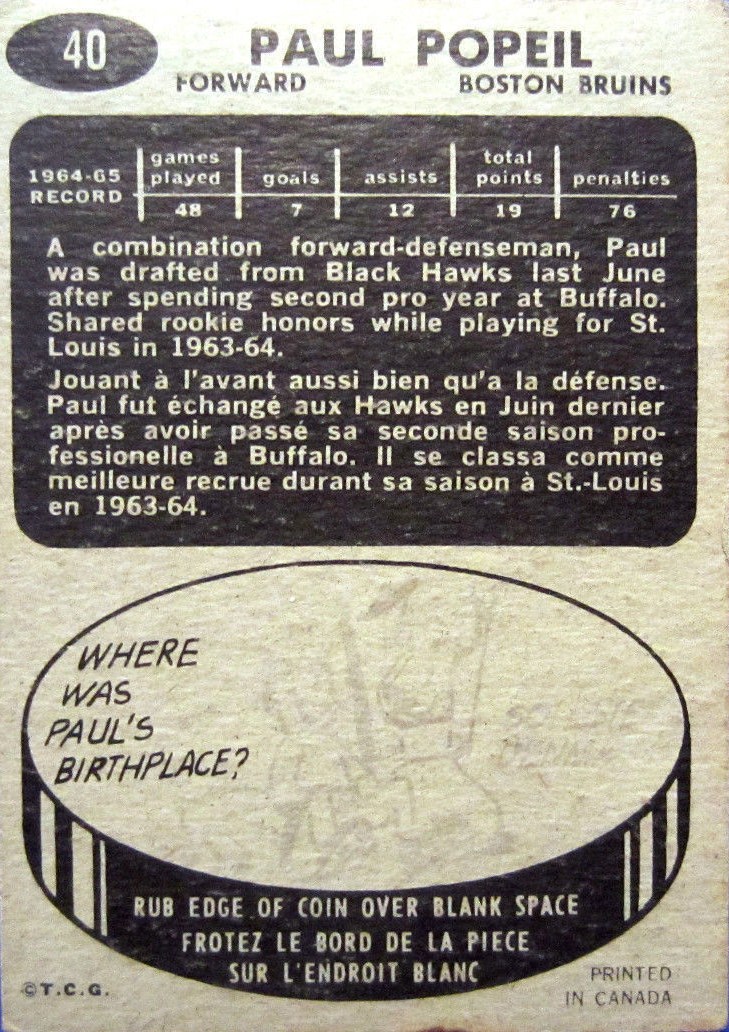 40
PAUL POPEIL
FORWARD BOSTON BRUINS
1964-65 RECORD
games played goals assists total points penalties
48 7 12 19 76
A combination forward-defenseman, Paul
was drafted from Black Hawks last June
after spending second pro year at Buffalo.
Shared rookie honors while playing for St.
Louis in 1963-64.
Jouant à l'avant aussi bien qu'a la défense.
Paul fut échangé aux Hawks en Juin dernier
après avoir passé sa seconde saison pro-
fessionelle à Buffalo. Il se classa comme
meilleure recrue durant sa saison à St.-Louis
en 1963-64.
WHERE
WAS
PAUL'S
BIRTHPLACE?
RUB EDGE OF COIN OVER BLANK SPACE
FROTEZ LE BORD DE LA PIECE
SUR L'ENDROIT BLANC
©T.C.G.
PRINTED
IN CANADA